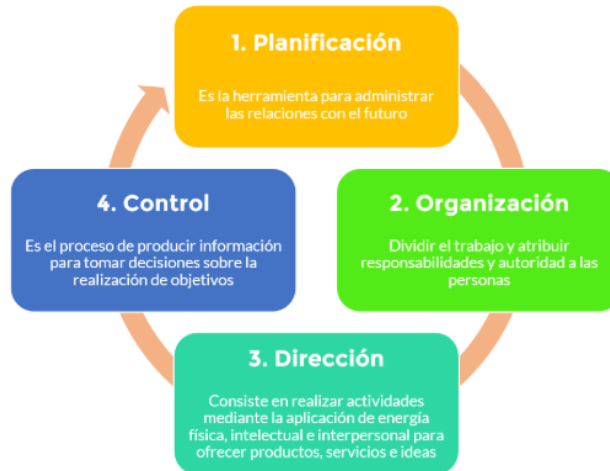 1. Planificación
Es la herramienta para administrar
las relaciones con el futuro
2. Organización
Dividir el trabajo y atribuir
responsabilidades y autoridad a las
personas
3. Dirección
Consiste en realizar actividades
mediante la aplicación de energía
física, intelectual e interpersonal para
ofrecer productos, servicios e ideas
4. Control
Es el proceso de producir información
para tomar decisiones sobre la
realización de objetivos